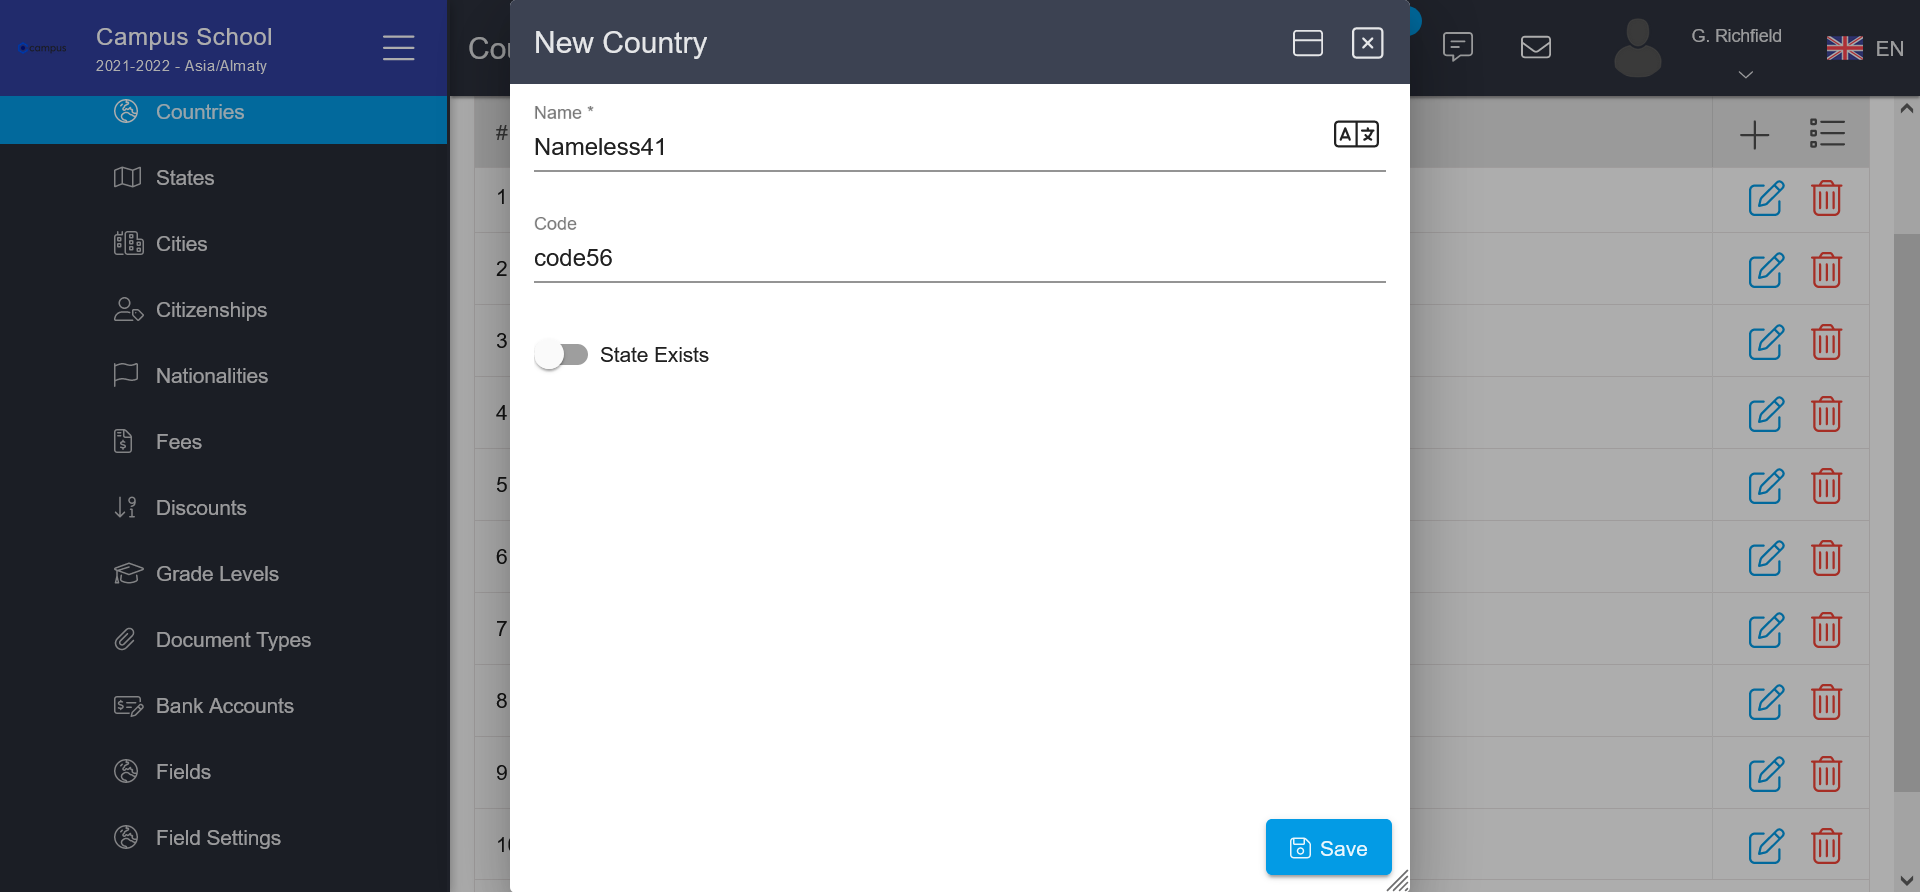 campus
Campus School
2021-2022 - Asia/Almaty
Countries
States
Cities
Citizenships
Nationalities
Fees
Discounts
Grade Levels
Document Types
Bank Accounts
Fields
Field Settings
New Country
Name *
Nameless41
Code
code56
State Exists
Save
G. Richfield
EN
#
1
2
3
4
5
6
7
8
9